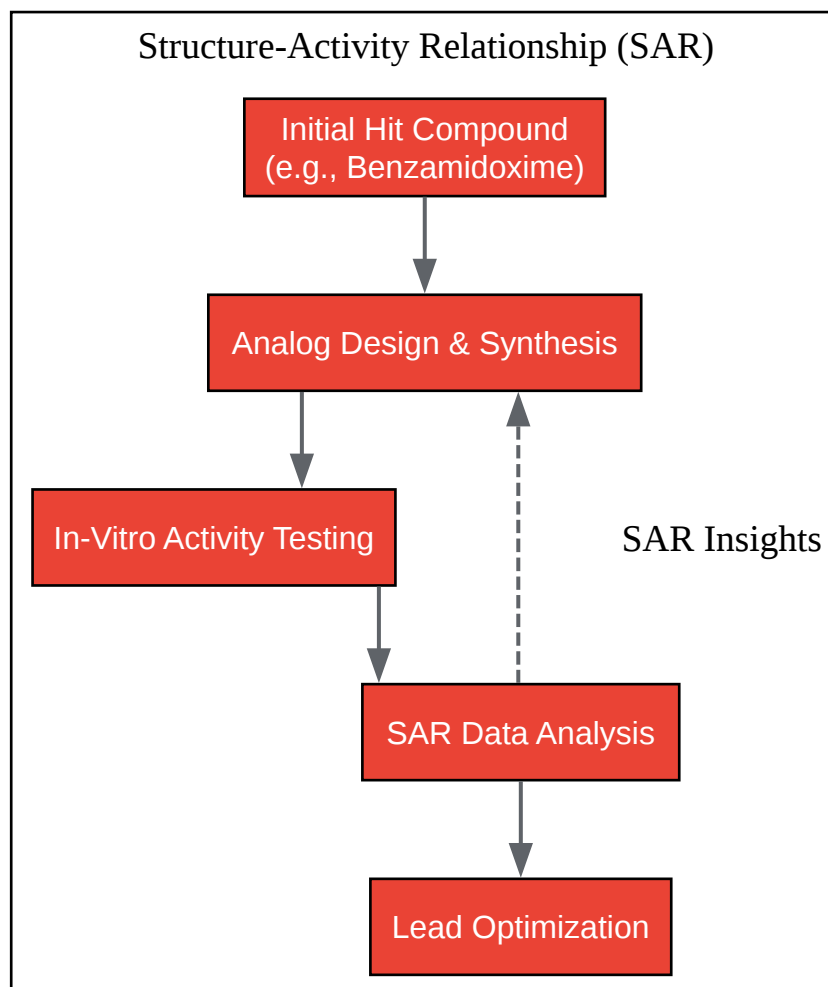 Structure-Activity Relationship (SAR)
Initial Hit Compound
(e.g., Benzamidoxime)
Analog Design & Synthesis
In-Vitro Activity Testing
SAR Insights
SAR Data Analysis
Lead Optimization